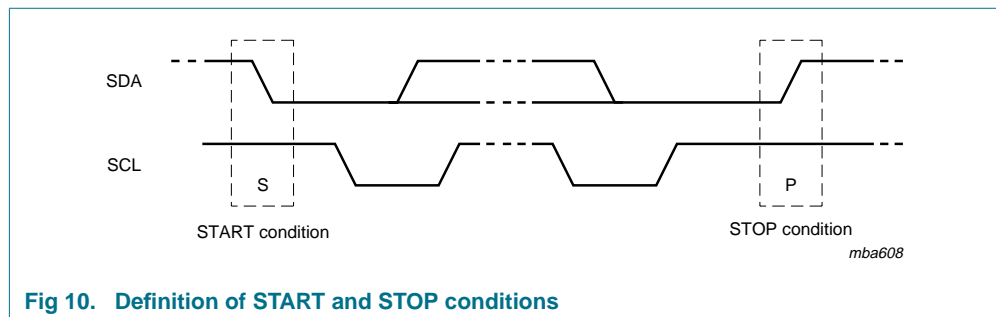 SDA
SCL
S
P
START condition
STOP condition
mba608
Fig 10. Definition of START and STOP conditions